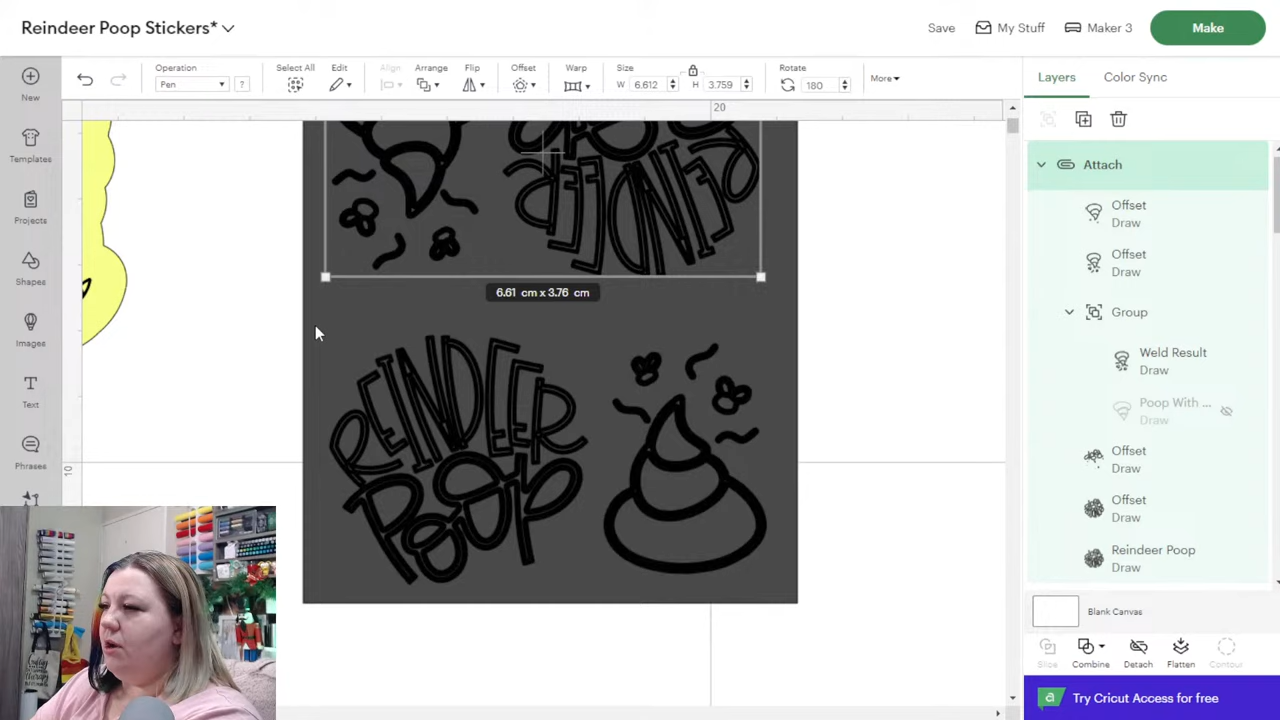 Reindeer Poop Stickers*
Save
My Stuff
Maker 3
Make
Operation
Pen
?
Select All
Edit
Align
Arrange
Flip
Offset
Warp
Size
W 6.612
H 3.759
Rotate
180
More
Layers
Color Sync
New
Templates
Projects
Shapes
Images
Text
Phrases
20
10
REINDEER
6.61 cm x 3.76 cm
REINDEER
Poop
Attach
Offset
Draw
Offset
Draw
Group
Weld Result
Draw
Poop With ...
Draw
Offset
Draw
Offset
Draw
Reindeer Poop
Draw
Blank Canvas
Slice
Combine
Detach
Flatten
Contour
a
Try Cricut Access for free